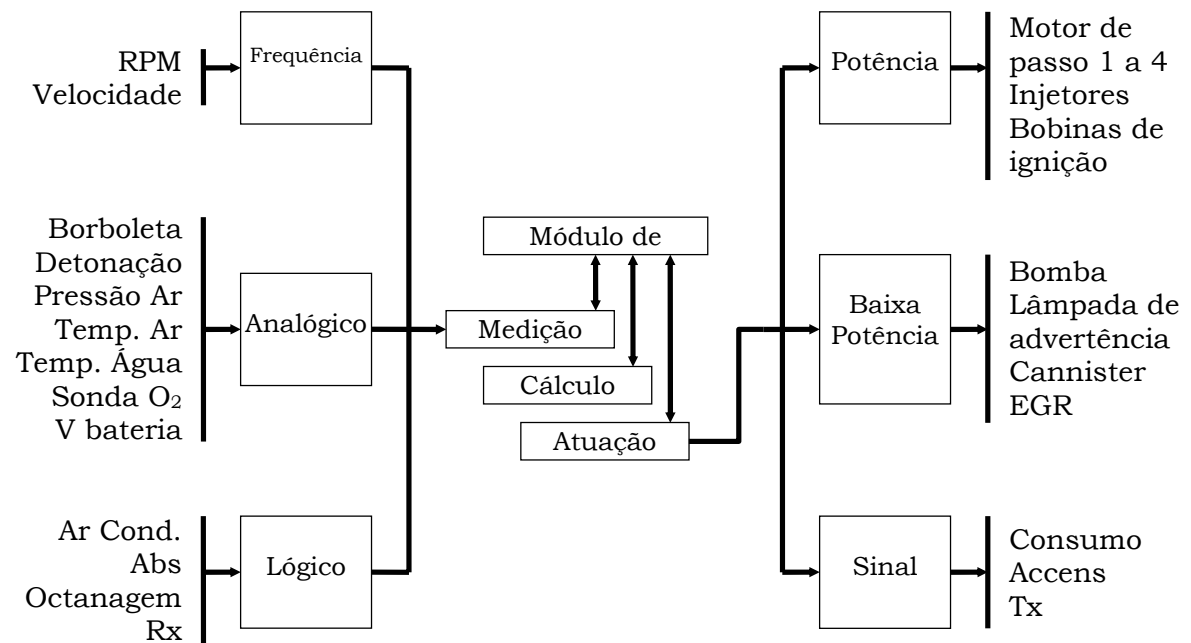 RPM
Velocidade
Frequência
Borboleta
Detonação
Pressão Ar
Temp. Ar
Temp. Água
Sonda O₂
V bateria
Analógico
Ar Cond.
Abs
Octanagem
Rx
Lógico
Módulo de
Medição
Cálculo
Atuação
Potência
Motor de
passo 1 a 4
Injetores
Bobinas de
ignição
Baixa
Potência
Bomba
Lâmpada de
advertência
Cannister
EGR
Sinal
Consumo
Accens
Tx